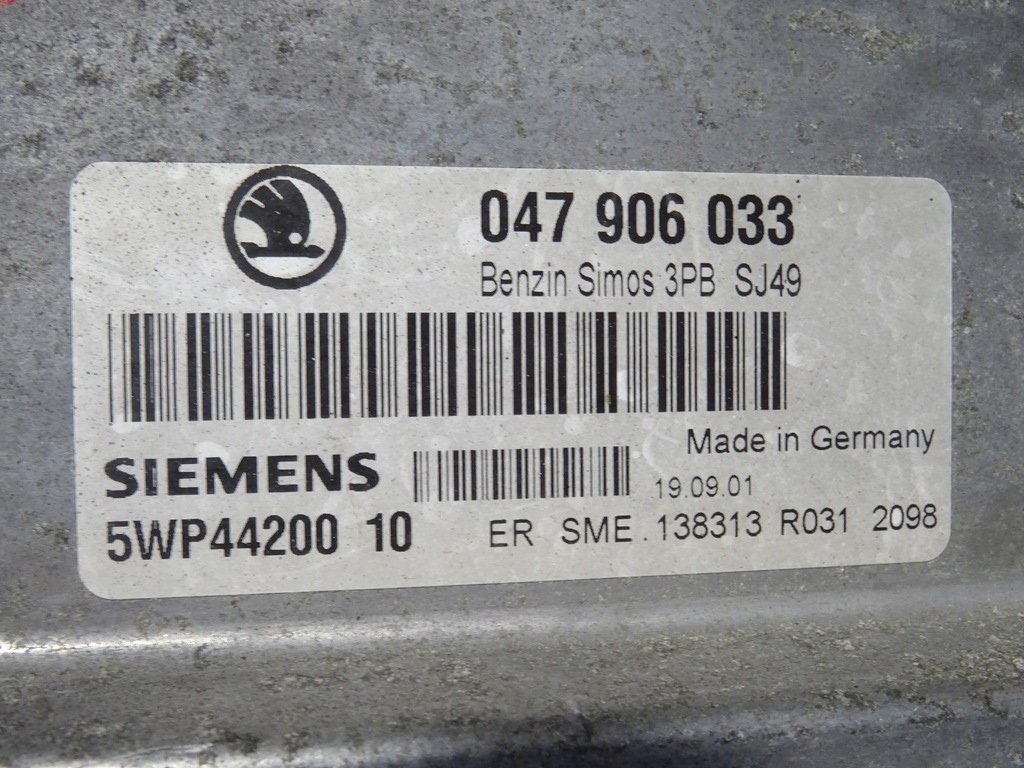 047 906 033
Benzin Simos 3PB SJ49
Made in Germany
SIEMENS
19.09.01
5WP44200 10
ER SME. 138313 R031 2098